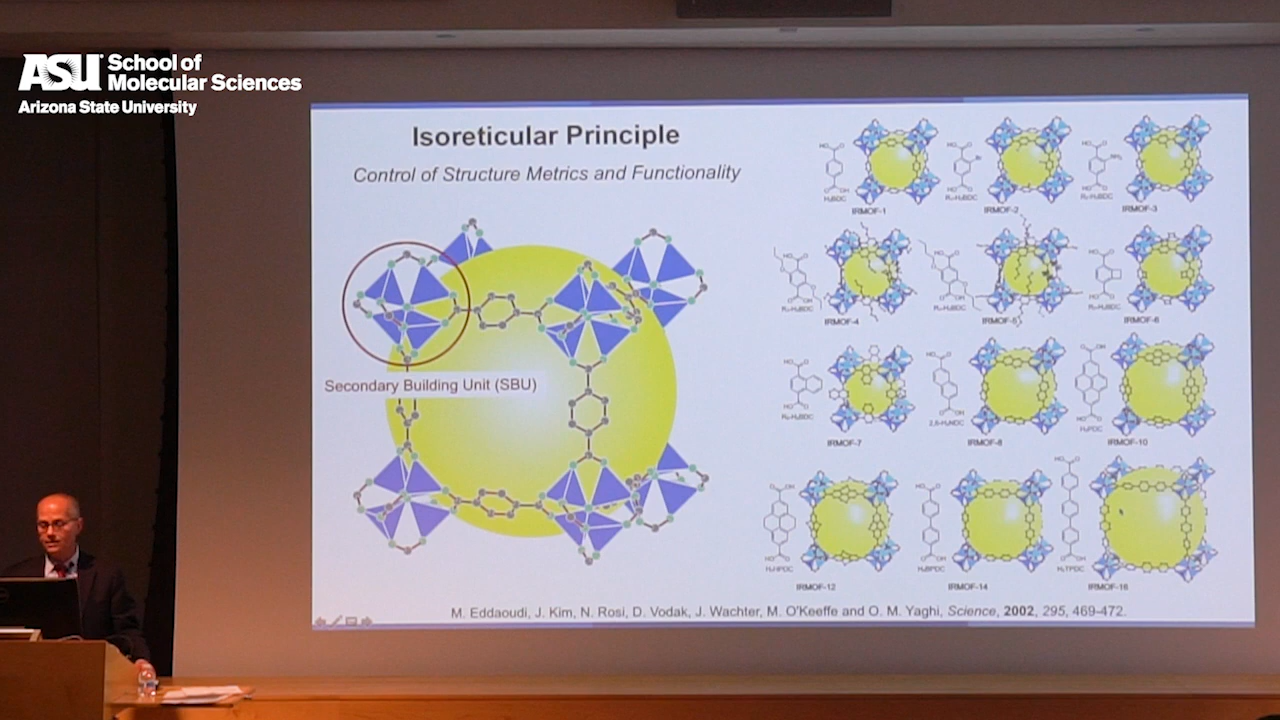 ASU School of
Molecular Sciences
Arizona State University
Isoreticular Principle
Control of Structure Metrics and Functionality
Secondary Building Unit (SBU)
IRMOF-1
IRMOF-2
IRMOF-3
IRMOF-4
IRMOF-5
IRMOF-6
IRMOF-7
IRMOF-8
IRMOF-10
IRMOF-12
IRMOF-14
IRMOF-16
M. Eddaoudi, J. Kim, N. Rosi, D. Vodak, J. Wachter, M. O'Keeffe and O. M. Yaghi, Science, 2002, 295, 469-472.